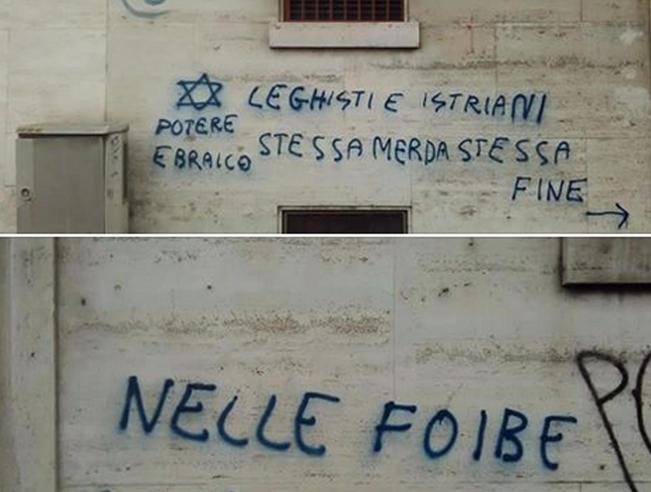 LEGHISTI E ISTRIANI
POTERE
EBRAICO
STESSA MERDA STESSA
FINE
NELLE FOIBE